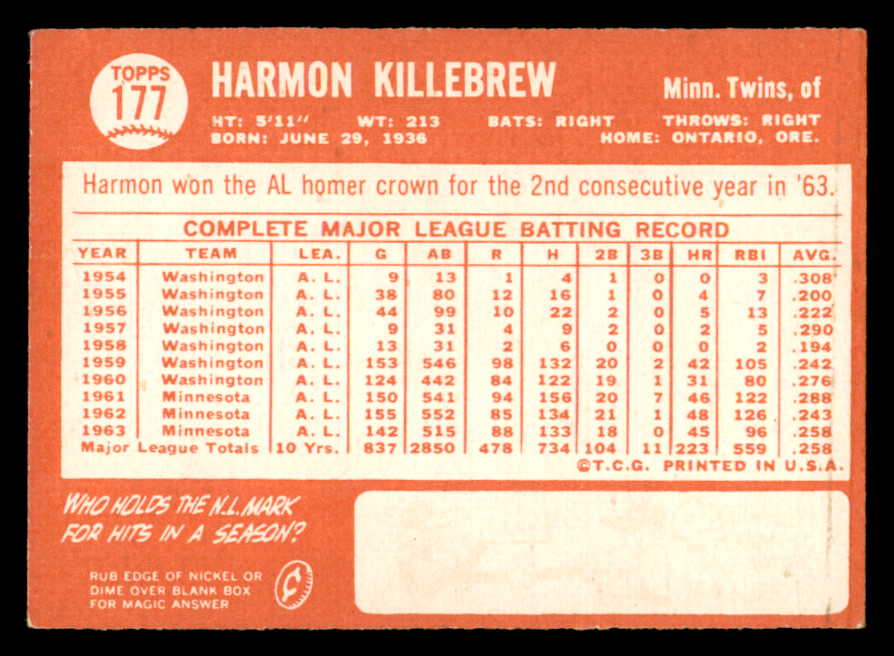 TOPPS
177
HARMON KILLEBREW
Minn. Twins, of
HT: 5'11" WT: 213 BATS: RIGHT THROWS: RIGHT
BORN: JUNE 29, 1936 HOME: ONTARIO, ORE.
Harmon won the AL homer crown for the 2nd consecutive year in '63.
COMPLETE MAJOR LEAGUE BATTING RECORD
YEAR TEAM LEA. G AB R H 2B 3B HR RBI AVG.
1954 Washington A. L. 9 13 1 4 1 0 0 3 .308
1955 Washington A. L. 38 80 12 16 1 0 4 7 .200
1956 Washington A. L. 44 99 10 22 2 0 5 13 .222
1957 Washington A. L. 9 31 4 9 2 0 2 5 .290
1958 Washington A. L. 13 31 2 6 0 0 0 2 .194
1959 Washington A. L. 153 546 98 132 20 2 42 105 .242
1960 Washington A. L. 124 442 84 122 19 1 31 80 .276
1961 Minnesota A. L. 150 541 94 156 20 7 46 122 .288
1962 Minnesota A. L. 155 552 85 134 21 1 48 126 .243
1963 Minnesota A. L. 142 515 88 133 18 0 45 96 .258
Major League Totals 10 Yrs. 837 2850 478 734 104 11 223 559 .258
©T.C.G. PRINTED IN U.S.A.
WHO HOLDS THE N.L. MARK
FOR HITS IN A SEASON?
RUB EDGE OF NICKEL OR
DIME OVER BLANK BOX
FOR MAGIC ANSWER
¢